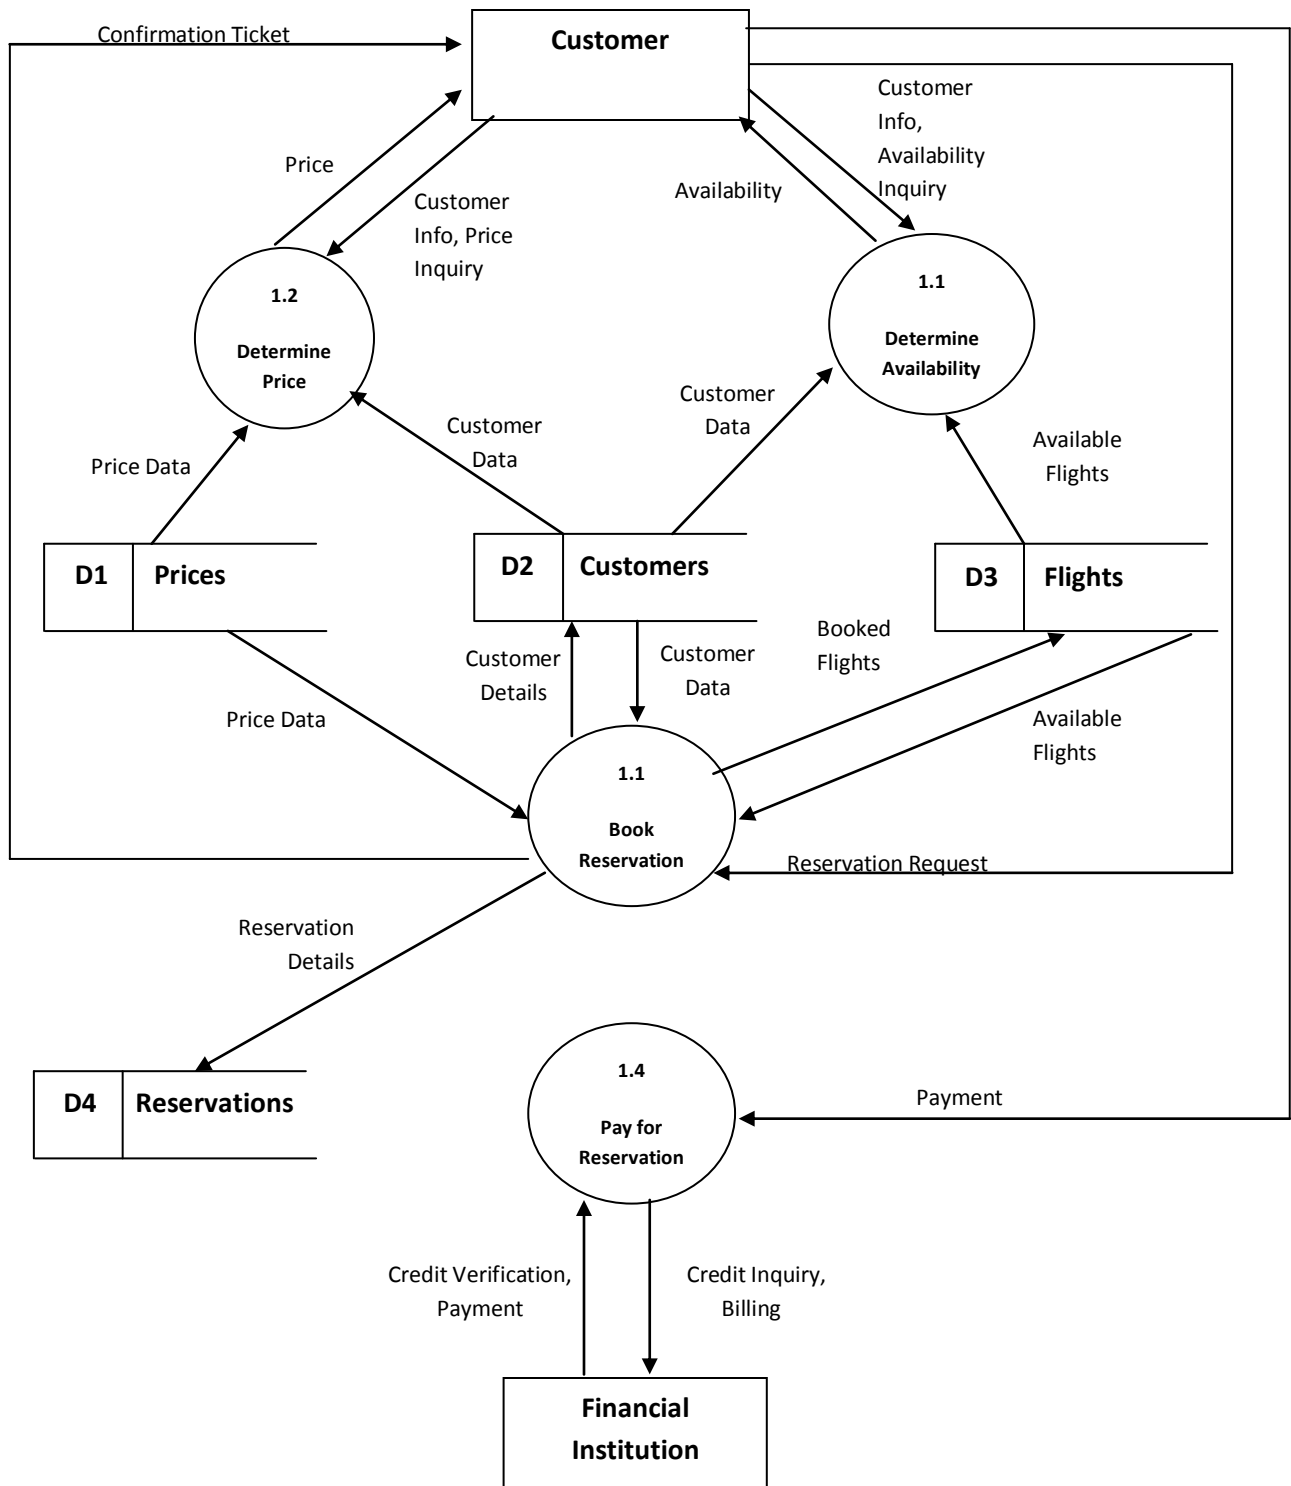 Confirmation Ticket
Customer
Customer
Info,
Availability
Inquiry
Price
Availability
Customer
Info, Price
Inquiry
1.2
Determine
Price
1.1
Determine
Availability
Customer
Data
Customer
Data
Available
Flights
Price Data
D1
Prices
D2
Customers
D3
Flights
Customer
Details
Customer
Data
Booked
Flights
Price Data
Available
Flights
1.1
Book
Reservation
Reservation Request
Reservation
Details
D4
Reservations
1.4
Pay for
Reservation
Payment
Credit Verification,
Payment
Credit Inquiry,
Billing
Financial
Institution